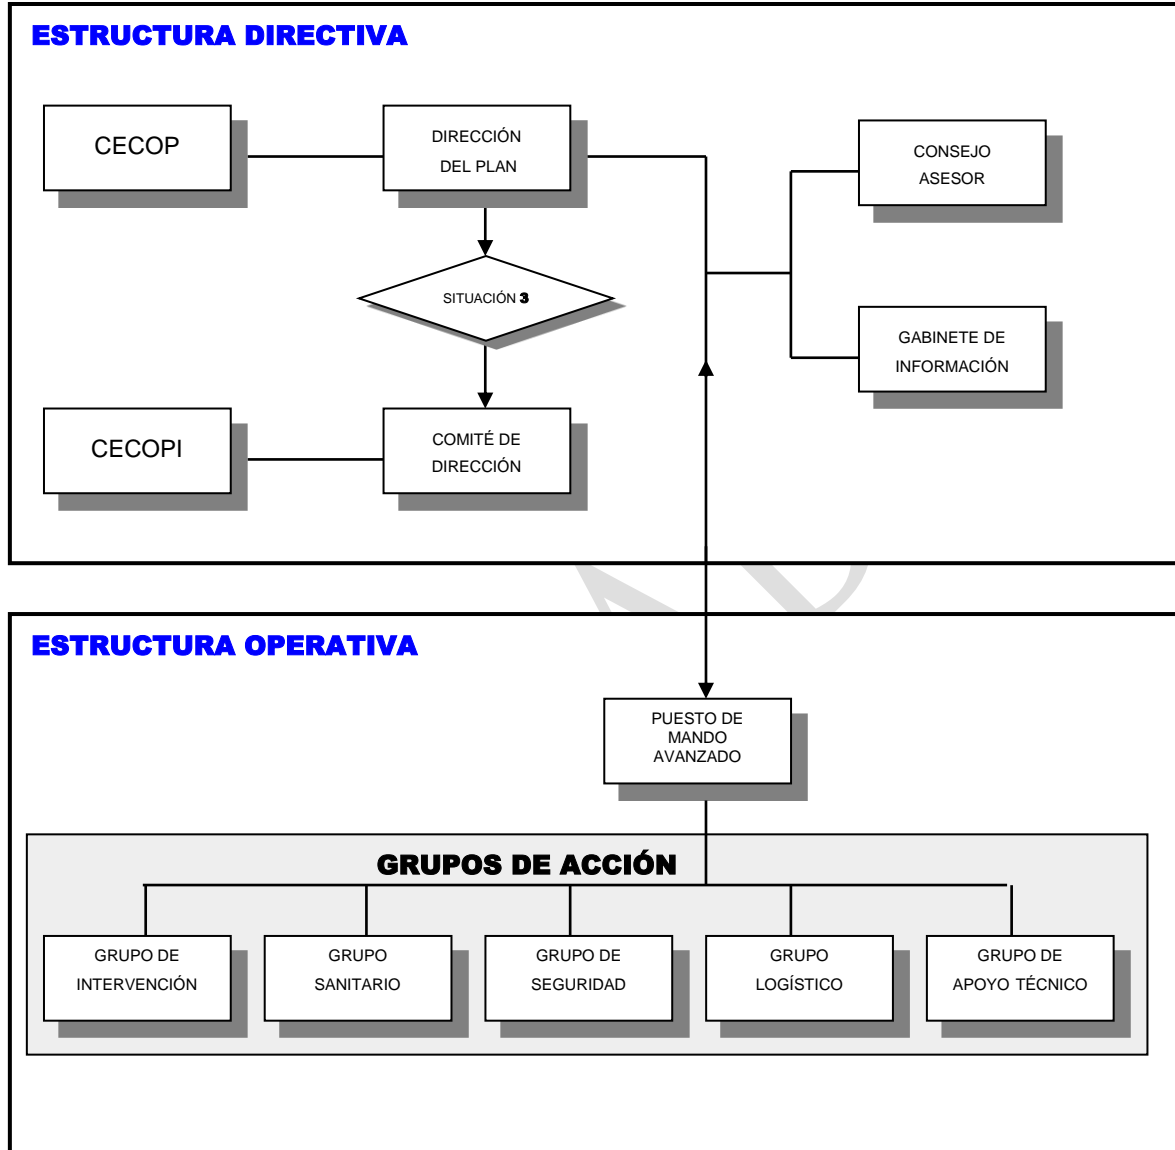 ESTRUCTURA DIRECTIVA
CECOP
DIRECCIÓN
DEL PLAN
CONSEJO
ASESOR
SITUACIÓN 3
GABINETE DE
INFORMACIÓN
CECOPI
COMITÉ DE
DIRECCIÓN
ESTRUCTURA OPERATIVA
PUESTO DE
MANDO
AVANZADO
GRUPOS DE ACCIÓN
GRUPO DE
INTERVENCIÓN
GRUPO
SANITARIO
GRUPO DE
SEGURIDAD
GRUPO
LOGÍSTICO
GRUPO DE
APOYO TÉCNICO